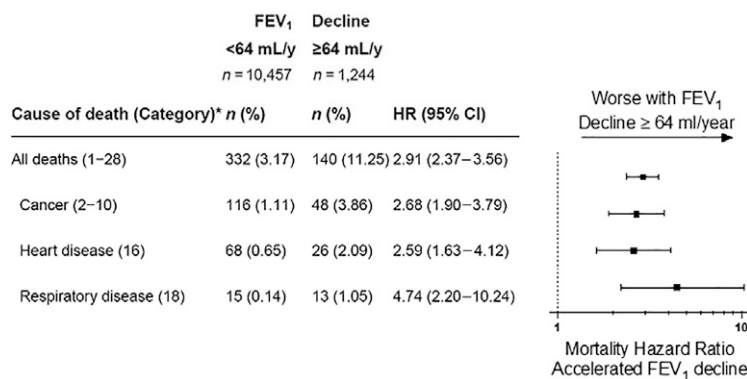 FEV1 Decline
<64 mL/y ≥64 mL/y
n = 10,457 n = 1,244
Cause of death (Category)* n (%) n (%) HR (95% CI)
All deaths (1–28) 332 (3.17) 140 (11.25) 2.91 (2.37–3.56)
Cancer (2–10) 116 (1.11) 48 (3.86) 2.68 (1.90–3.79)
Heart disease (16) 68 (0.65) 26 (2.09) 2.59 (1.63–4.12)
Respiratory disease (18) 15 (0.14) 13 (1.05) 4.74 (2.20–10.24)
Worse with FEV1
Decline ≥ 64 ml/year
1 10
Mortality Hazard Ratio
Accelerated FEV1 decline